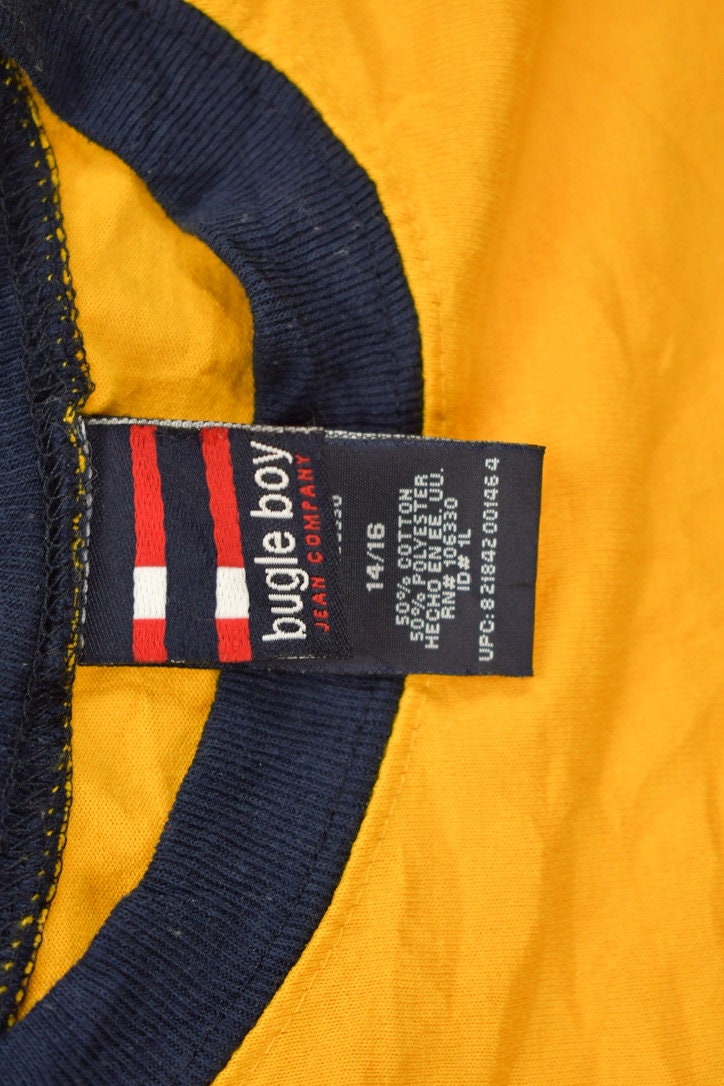 bugle boy
JEAN COMPANY
14/16
50% COTTON
50% POLYESTER
HECHO EN EE. UU.
RN# 106330
ID# 1L
UPC: 8 21842 00146 4